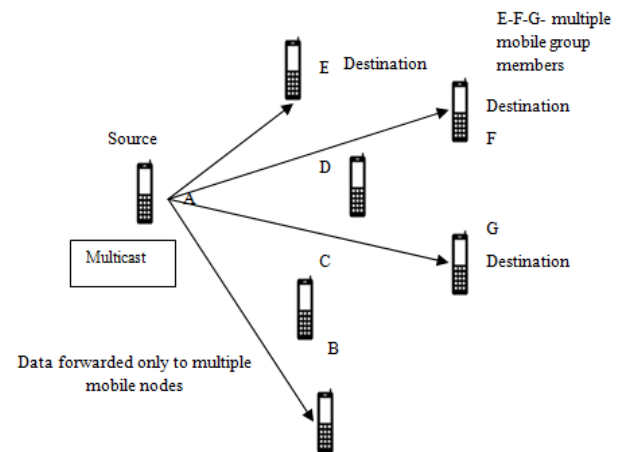 E-F-G- multiple
mobile group
members
E Destination
Destination
F
Source
D
A
G
Multicast
C
Destination
B
Data forwarded only to multiple
mobile nodes